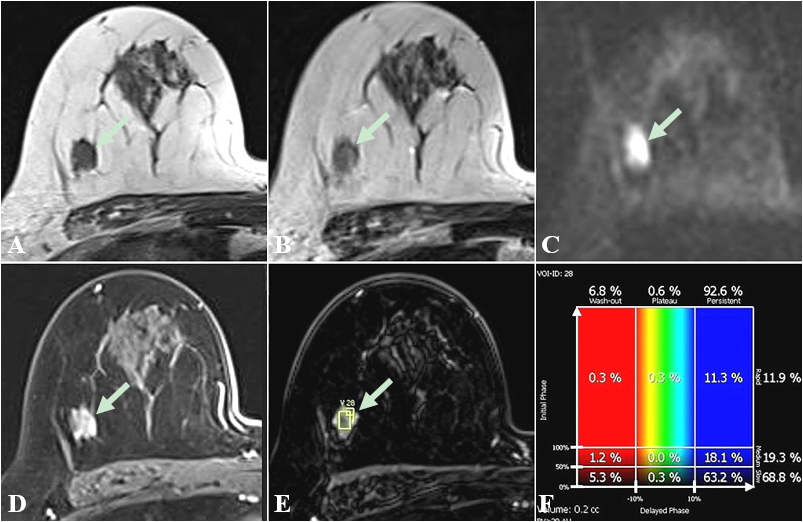 A
B
C
D
V 28
E
VOI-ID: 28
6.8 % 0.6 % 92.6 %
Wash-out Plateau Persistent
Initial Phase
0.3 % 0.3 % 11.3 % Rapid 11.9 %
100%
1.2 % 0.0 % 18.1 % Medium 19.3 %
50%
5.3 % 0.3 % 63.2 % Slow 68.8 %
0%
F
-10% 10%
Volume: 0.2 cc Delayed Phase